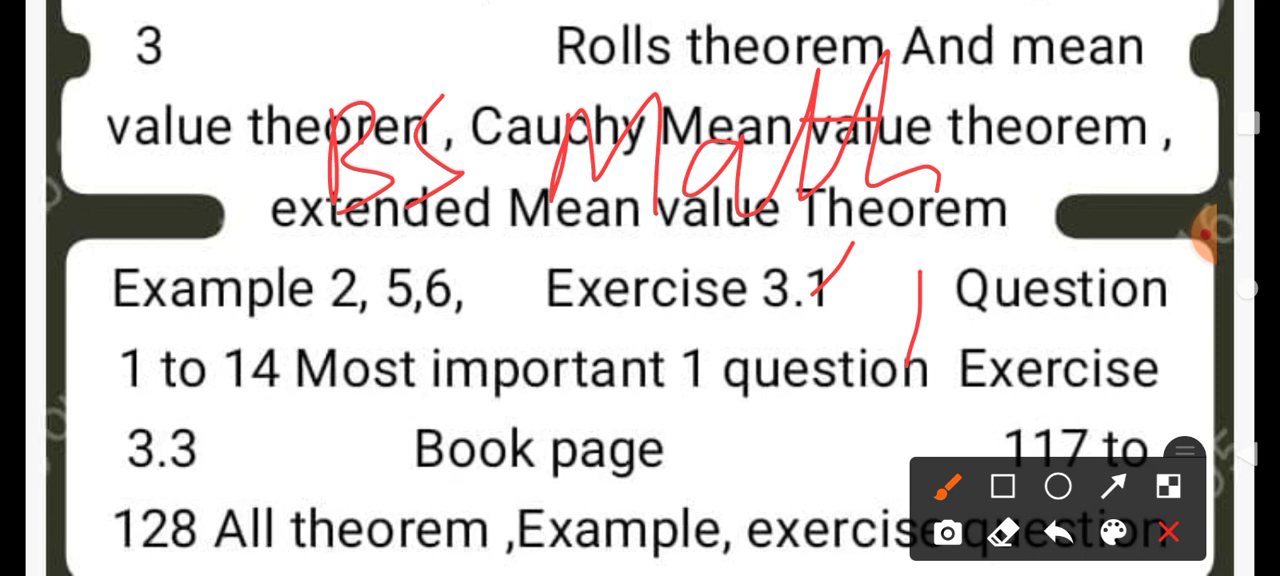 3 Rolls theorem And mean
value theoren , Cauchy Mean value theorem ,
BS Math
extended Mean value Theorem
Example 2, 5,6, Exercise 3.1 Question
1 to 14 Most important 1 question Exercise
3.3 Book page 117 to
128 All theorem ,Example, exercise question